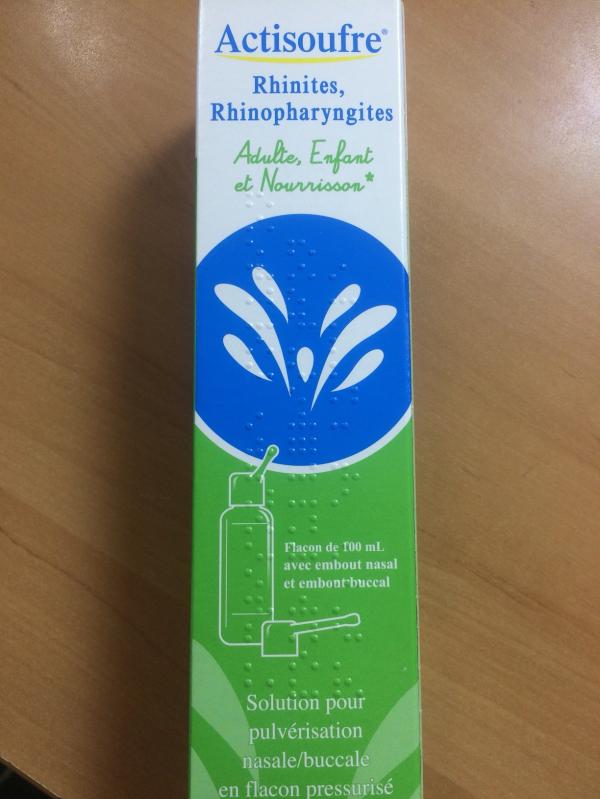 Actisoufre®
Rhinites,
Rhinopharyngites
Adulte, Enfant
et Nourrisson*
Flacon de 100 mL
avec embout nasal
et embout buccal
Solution pour
pulvérisation
nasale/buccale
en flacon pressurisé